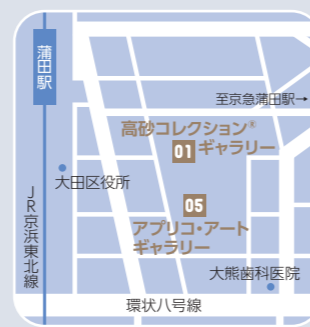 蒲田駅
至京急蒲田駅→
高砂コレクション®
01 ギャラリー
大田区役所
05
アプリコ・アート
ギャラリー
JR京浜東北線
大熊歯科医院
環状八号線